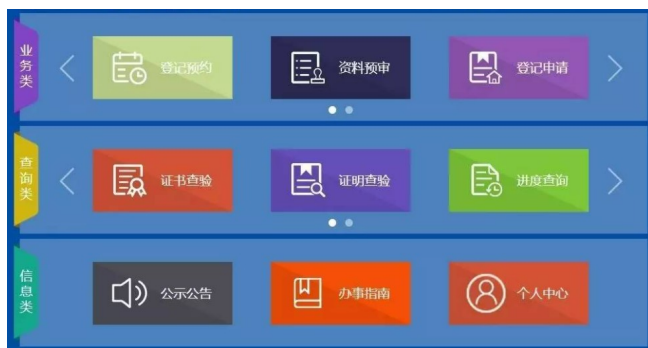 业务类
登记预约
资料预审
登记申请
查询类
证书查验
证明查验
进度查询
信息类
公示公告
办事指南
个人中心